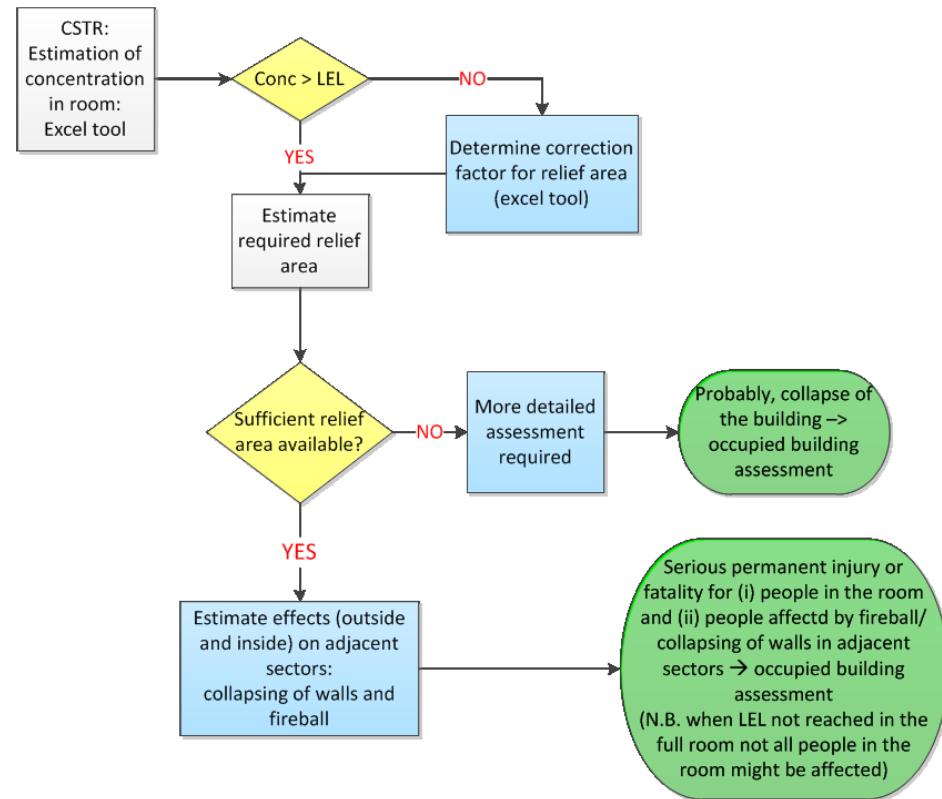 CSTR:
Estimation of
concentration
in room:
Excel tool
Conc > LEL
NO
YES
Determine correction
factor for relief area
(excel tool)
Estimate
required relief
area
Sufficient relief
area available?
NO
More detailed
assessment
required
Probably, collapse of
the building –>
occupied building
assessment
YES
Estimate effects (outside
and inside) on adjacent
sectors:
collapsing of walls and
fireball
Serious permanent injury or
fatality for (i) people in the room
and (ii) people affectd by fireball/
collapsing of walls in adjacent
sectors → occupied building
assessment
(N.B. when LEL not reached in the
full room not all people in the
room might be affected)